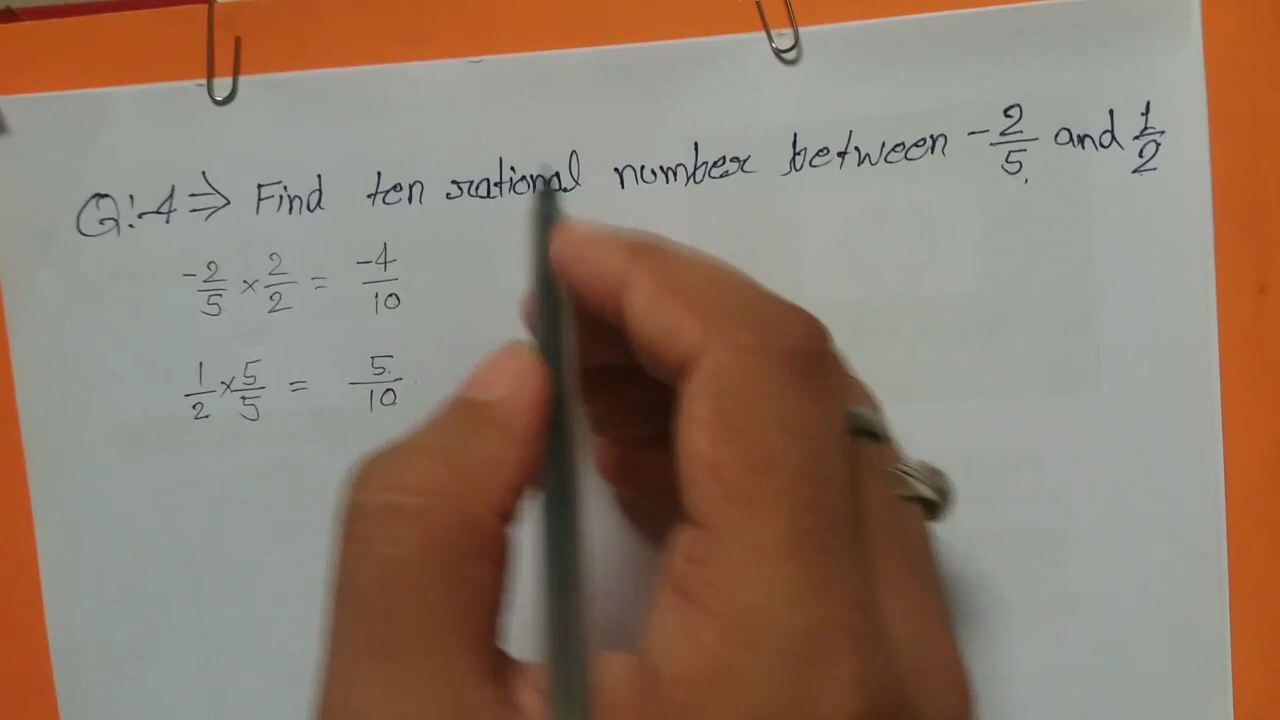 Q:-4⇒ Find ten rational number between -2/5 and 1/2
-2/5 × 2/2 = -4/10
1/2 × 5/5 = 5/10